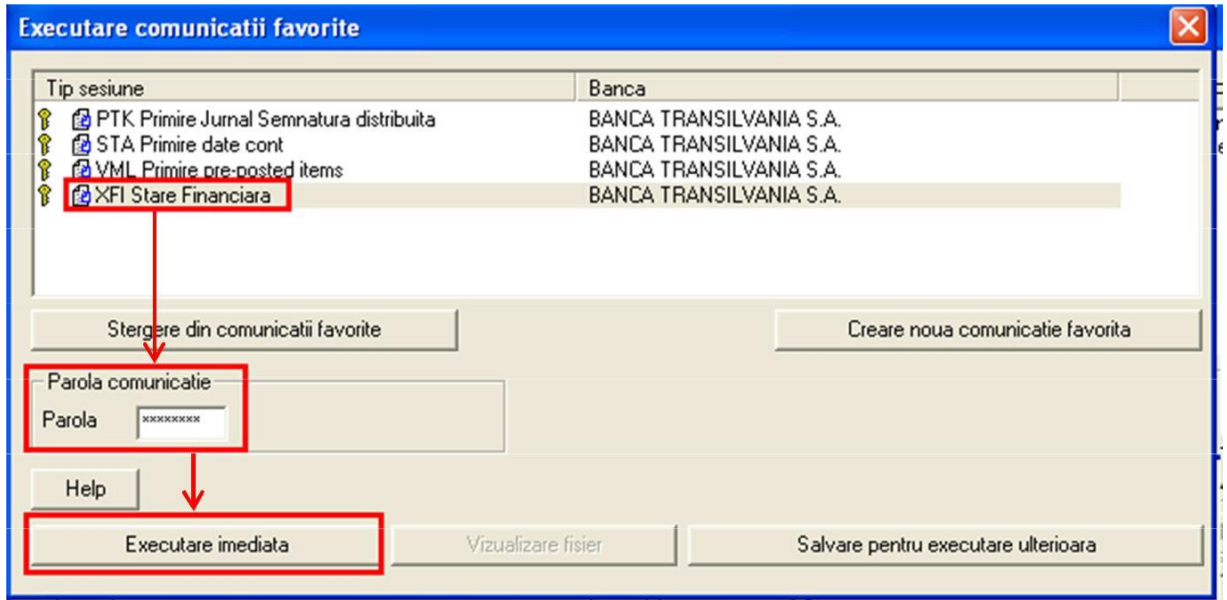 Executare comunicatii favorite
Tip sesiune Banca
PTK Primire Jurnal Semnatura distribuita BANCA TRANSILVANIA S.A.
STA Primire date cont BANCA TRANSILVANIA S.A.
VML Primire pre-posted items BANCA TRANSILVANIA S.A.
XFI Stare Financiara BANCA TRANSILVANIA S.A.
Stergere din comunicatii favorite Creare noua comunicatie favorita
Parola comunicatie
Parola ********
Help
Executare imediata Vizualizare fisier Salvare pentru executare ulterioara